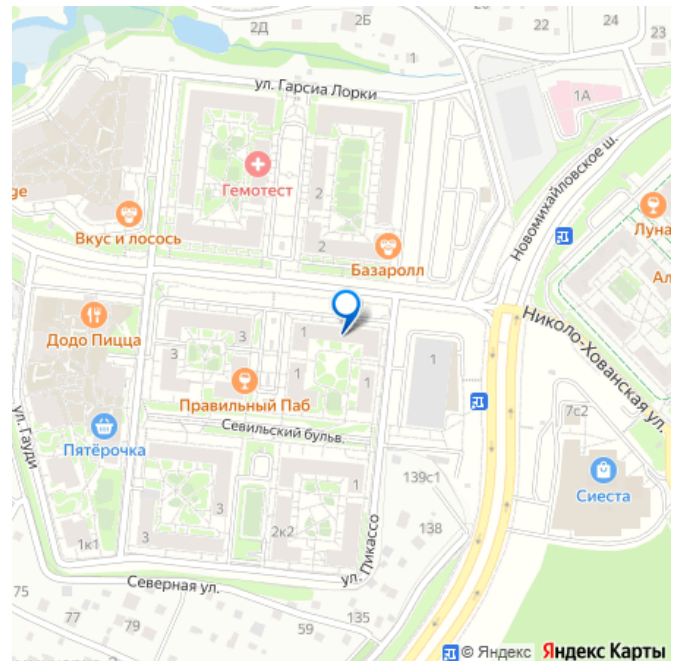 2Д
2Б
22
24
23
1
ул. Гарсиа Лорки
1А
Гемотест
2
Новомихайловское ш.
ge
Вкус и лосось
2
Базаролл
Луна
Ал
Додо Пицца
3
3
1
1
1
1
Николо-Хованская ул.
Правильный Паб
Севильский бульв.
ул. Гауди
Пятёрочка
7с2
Сиеста
139с1
1
3
3
2к2
138
1к1
ул. Пикассо
Северная ул.
75
77
79
59
135
© Яндекс Яндекс Карты